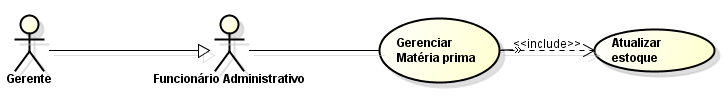 Gerente
Funcionário Administrativo
Gerenciar
Matéria prima
<<include>>
Atualizar
estoque